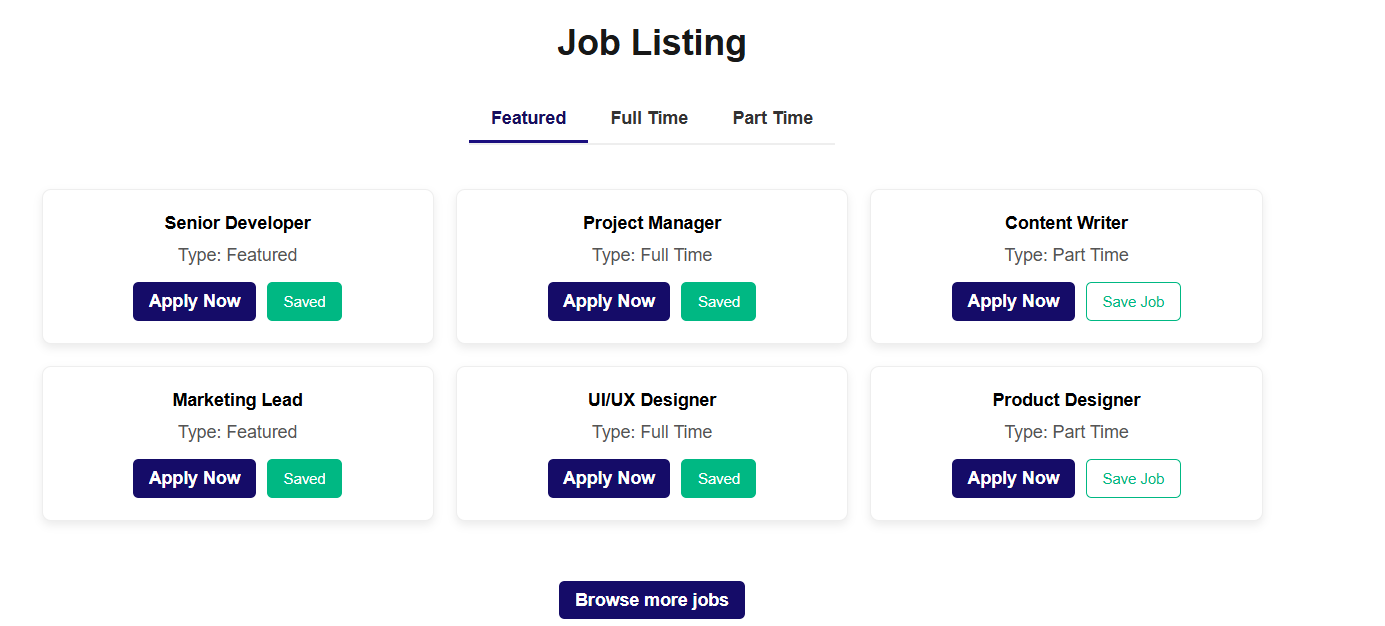 Job Listing
Featured Full Time Part Time
Senior Developer
Type: Featured
Apply Now Saved
Project Manager
Type: Full Time
Apply Now Saved
Content Writer
Type: Part Time
Apply Now Save Job
Marketing Lead
Type: Featured
Apply Now Saved
UI/UX Designer
Type: Full Time
Apply Now Saved
Product Designer
Type: Part Time
Apply Now Save Job
Browse more jobs